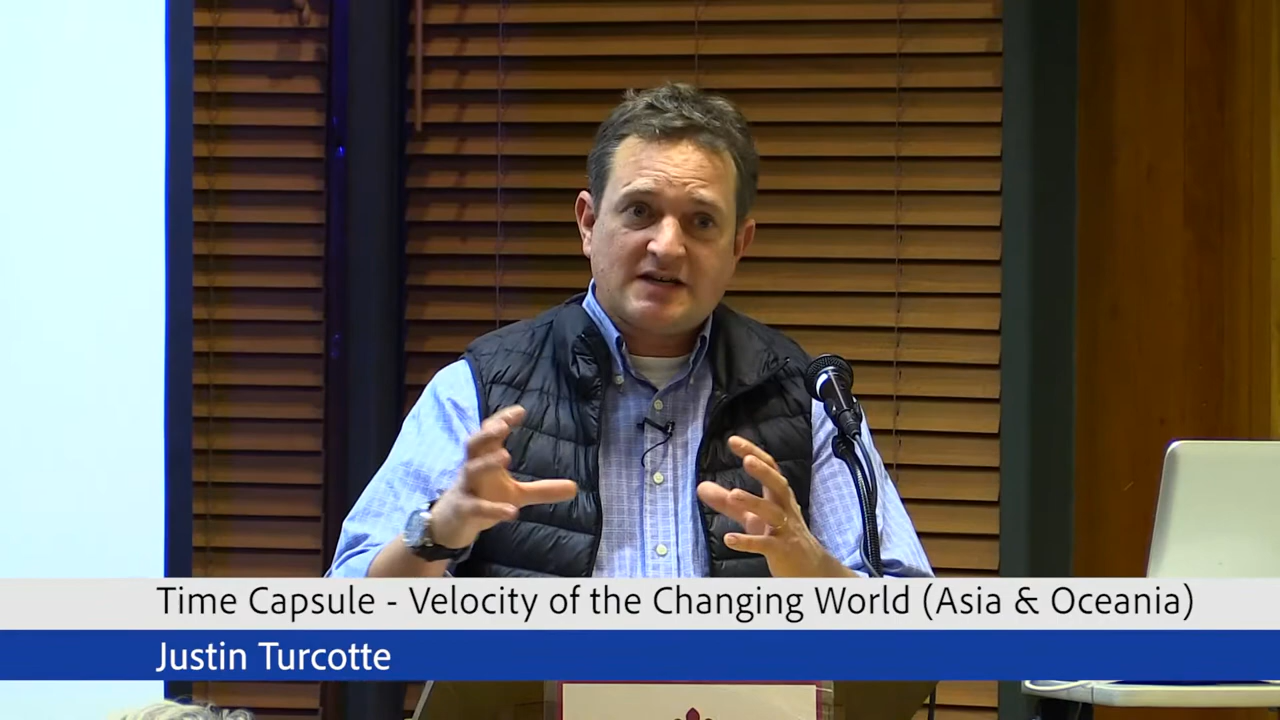 Time Capsule - Velocity of the Changing World (Asia & Oceania)
Justin Turcotte